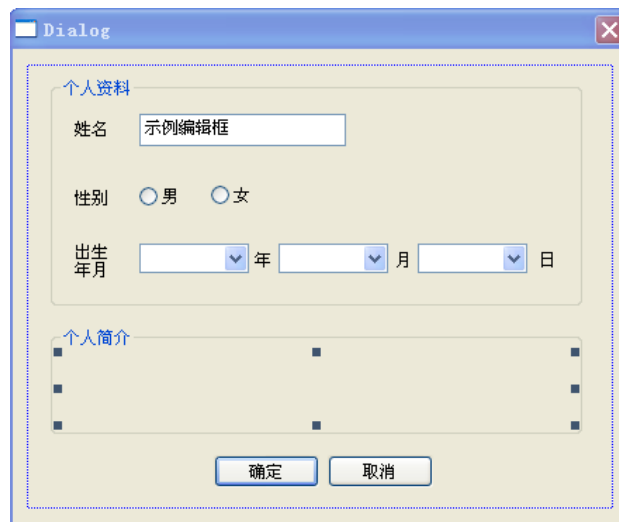 Dialog
个人资料
姓名 示例编辑框
性别 男 女
出生
年月 年 月 日
个人简介
确定 取消